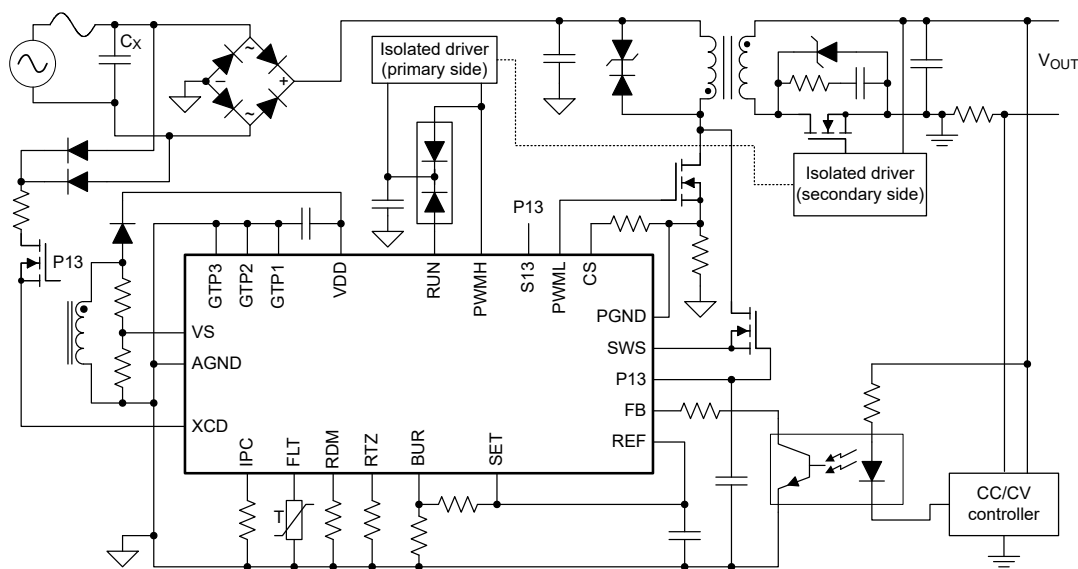 CX
~
~
−
+
Isolated driver
(primary side)
VOUT
Isolated driver
(secondary side)
P13
P13
GTP3
GTP2
GTP1
VDD
RUN
PWMH
S13
PWML
CS
VS
AGND
XCD
PGND
SWS
P13
FB
REF
IPC
FLT
RDM
RTZ
BUR
SET
T
CC/CV
controller